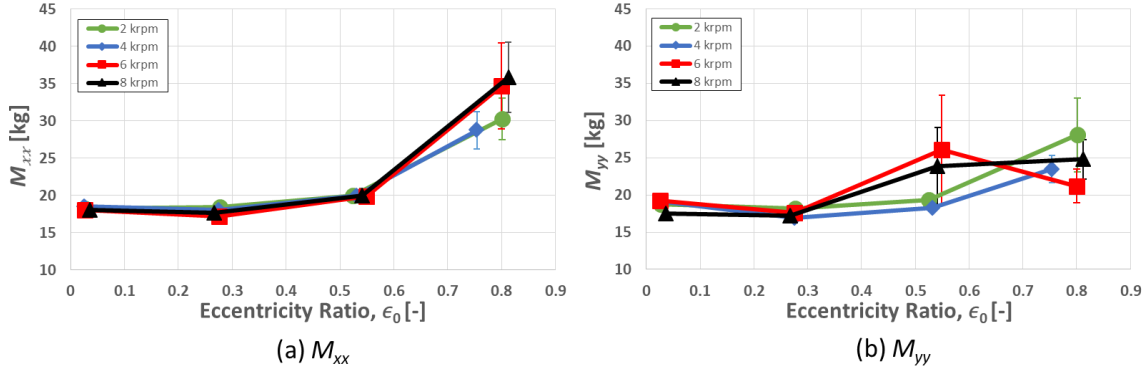 45
40
35
30
25
20
15
10
0
0.1
0.2
0.3
0.4
0.5
0.6
0.7
0.8
0.9
M_xx [kg]
Eccentricity Ratio, ϵ₀ [-]
2 krpm
4 krpm
6 krpm
8 krpm
(a) M_xx
45
40
35
30
25
20
15
10
0
0.1
0.2
0.3
0.4
0.5
0.6
0.7
0.8
0.9
M_yy [kg]
Eccentricity Ratio, ϵ₀ [-]
2 krpm
4 krpm
6 krpm
8 krpm
(b) M_yy